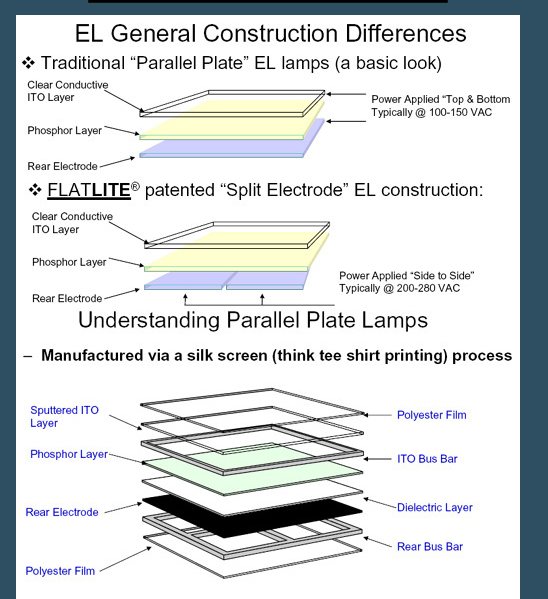 EL General Construction Differences
❖ Traditional “Parallel Plate” EL lamps (a basic look)
Clear Conductive
ITO Layer
Power Applied “Top & Bottom
Typically @ 100-150 VAC
Phosphor Layer
Rear Electrode
❖ FLATLITE® patented “Split Electrode” EL construction:
Clear Conductive
ITO Layer
Phosphor Layer
Power Applied “Side to Side”
Typically @ 200-280 VAC
Rear Electrode
Understanding Parallel Plate Lamps
– Manufactured via a silk screen (think tee shirt printing) process
Sputtered ITO
Layer
Polyester Film
Phosphor Layer
ITO Bus Bar
Rear Electrode
Dielectric Layer
Rear Bus Bar
Polyester Film